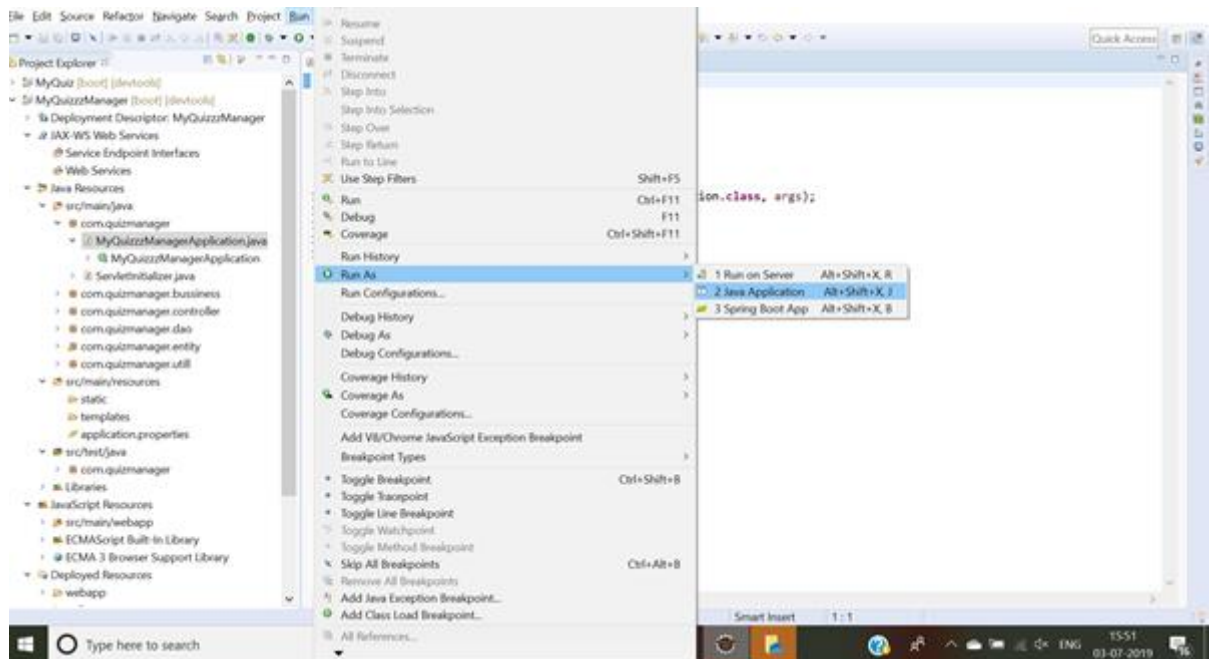 File Edit Source Refactor Navigate Search Project Run
Quick Access
Project Explorer
MyQuiz [boot] [devtools]
MyQuizzzManager [boot] [devtools]
Deployment Descriptor: MyQuizzzManager
JAX-WS Web Services
Service Endpoint Interfaces
Web Services
Java Resources
src/main/java
com.quizmanager
MyQuizzzManagerApplication.java
MyQuizzzManagerApplication
ServletInitializer.java
com.quizmanager.bussiness
com.quizmanager.controller
com.quizmanager.dao
com.quizmanager.entity
com.quizmanager.utill
src/main/resources
static
templates
application.properties
src/test/java
com.quizmanager
Libraries
JavaScript Resources
src/main/webapp
ECMAScript Built-In Library
ECMA 3 Browser Support Library
Deployed Resources
webapp
Resume
Suspend
Terminate
Disconnect
Step Into
Step Into Selection
Step Over
Step Return
Run to Line
Use Step Filters Shift+F5
Run Ctrl+F11
Debug F11
Coverage Ctrl+Shift+F11
Run History
Run As
Run Configurations...
Debug History
Debug As
Debug Configurations...
Coverage History
Coverage As
Coverage Configurations...
Add V8/Chrome JavaScript Exception Breakpoint
Breakpoint Types
Toggle Breakpoint Ctrl+Shift+B
Toggle Tracepoint
Toggle Line Breakpoint
Toggle Watchpoint
Toggle Method Breakpoint
Skip All Breakpoints Ctrl+Alt+B
Remove All Breakpoints
Add Java Exception Breakpoint...
Add Class Load Breakpoint...
All References...
ion.class, args);
1 Run on Server Alt+Shift+X, R
2 Java Application Alt+Shift+X, J
3 Spring Boot App Alt+Shift+X, B
Smart Insert 1:1
Type here to search
ENG
15:51
03-07-2019